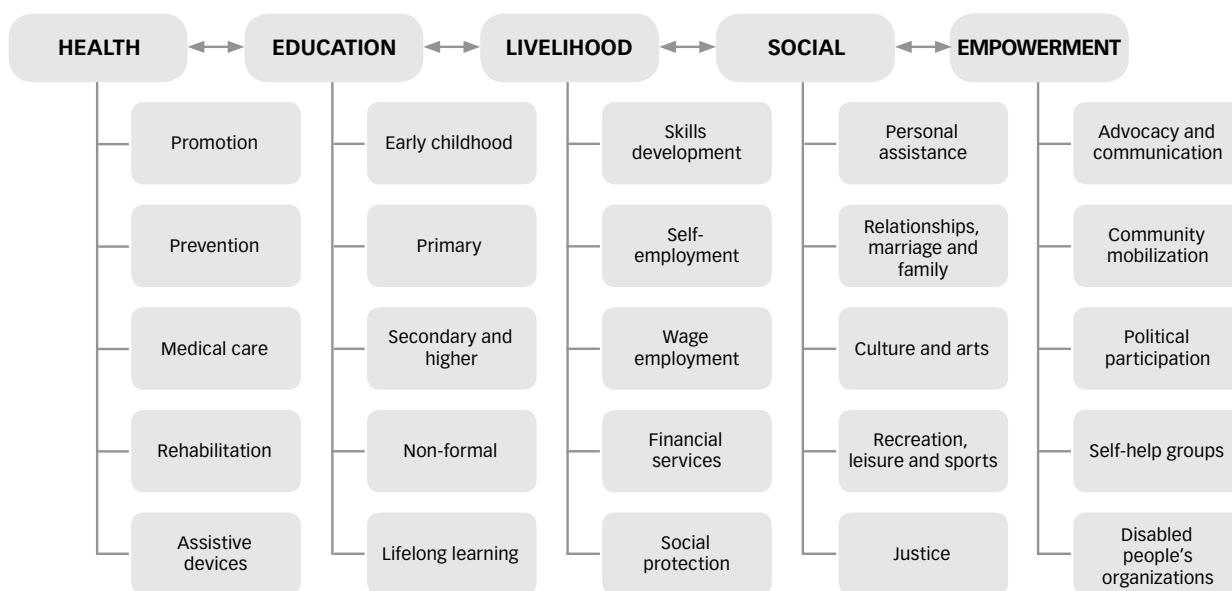 HEALTH
EDUCATION
LIVELIHOOD
SOCIAL
EMPOWERMENT
Promotion
Prevention
Medical care
Rehabilitation
Assistive
devices
Early childhood
Primary
Secondary and
higher
Non-formal
Lifelong learning
Skills
development
Self-
employment
Wage
employment
Financial
services
Social
protection
Personal
assistance
Relationships,
marriage and
family
Culture and arts
Recreation,
leisure and sports
Justice
Advocacy and
communication
Community
mobilization
Political
participation
Self-help groups
Disabled
people’s
organizations